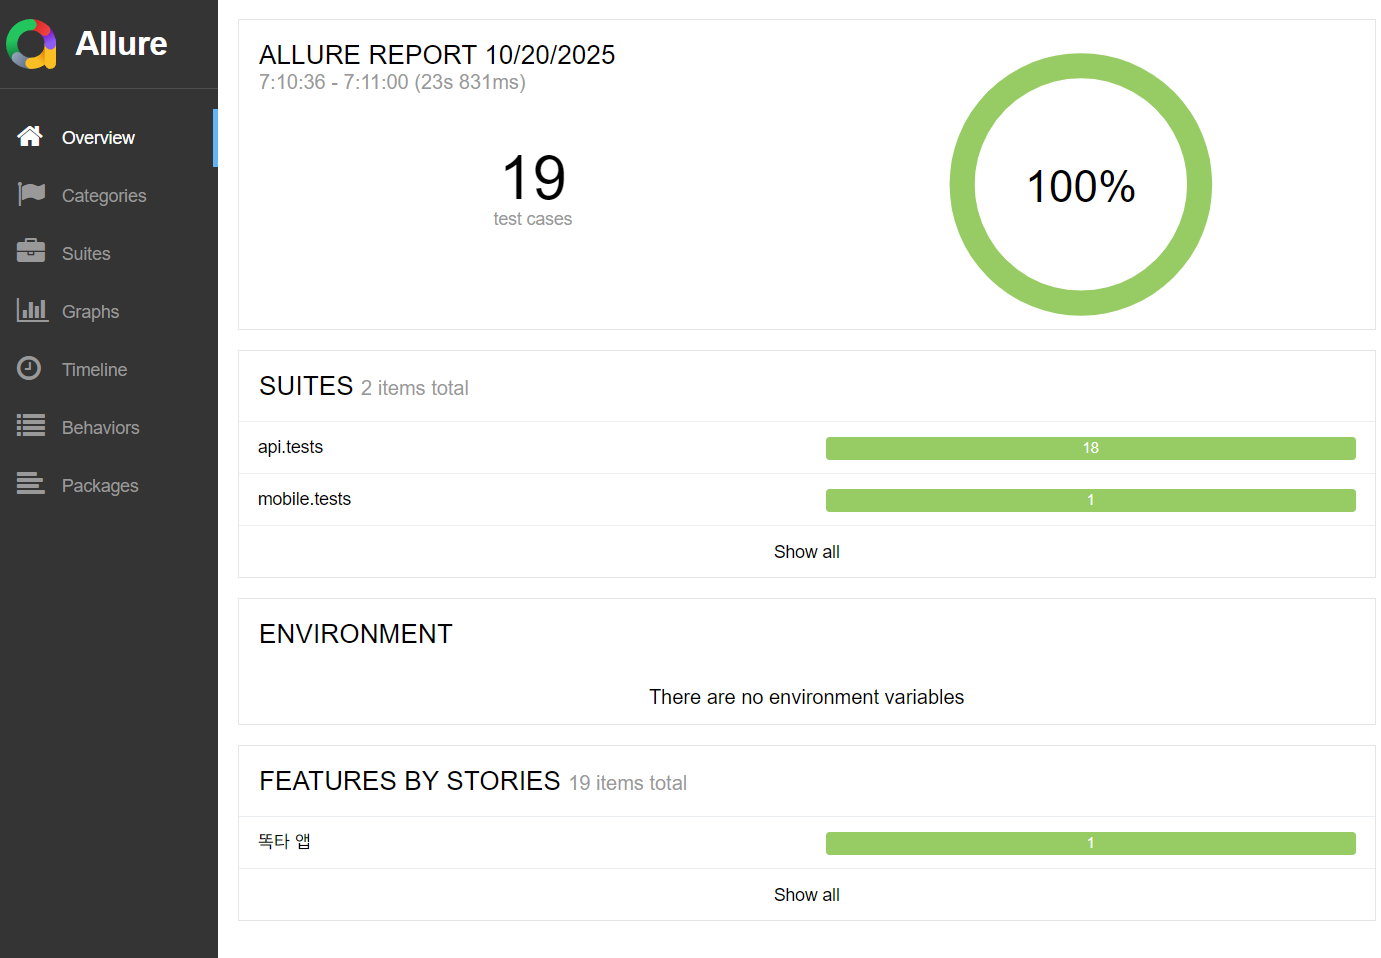 Allure
Overview
Categories
Suites
Graphs
Timeline
Behaviors
Packages
ALLURE REPORT 10/20/2025
7:10:36 - 7:11:00 (23s 831ms)
19
test cases
100%
SUITES 2 items total
api.tests 18
mobile.tests 1
Show all
ENVIRONMENT
There are no environment variables
FEATURES BY STORIES 19 items total
똑타 앱 1
Show all